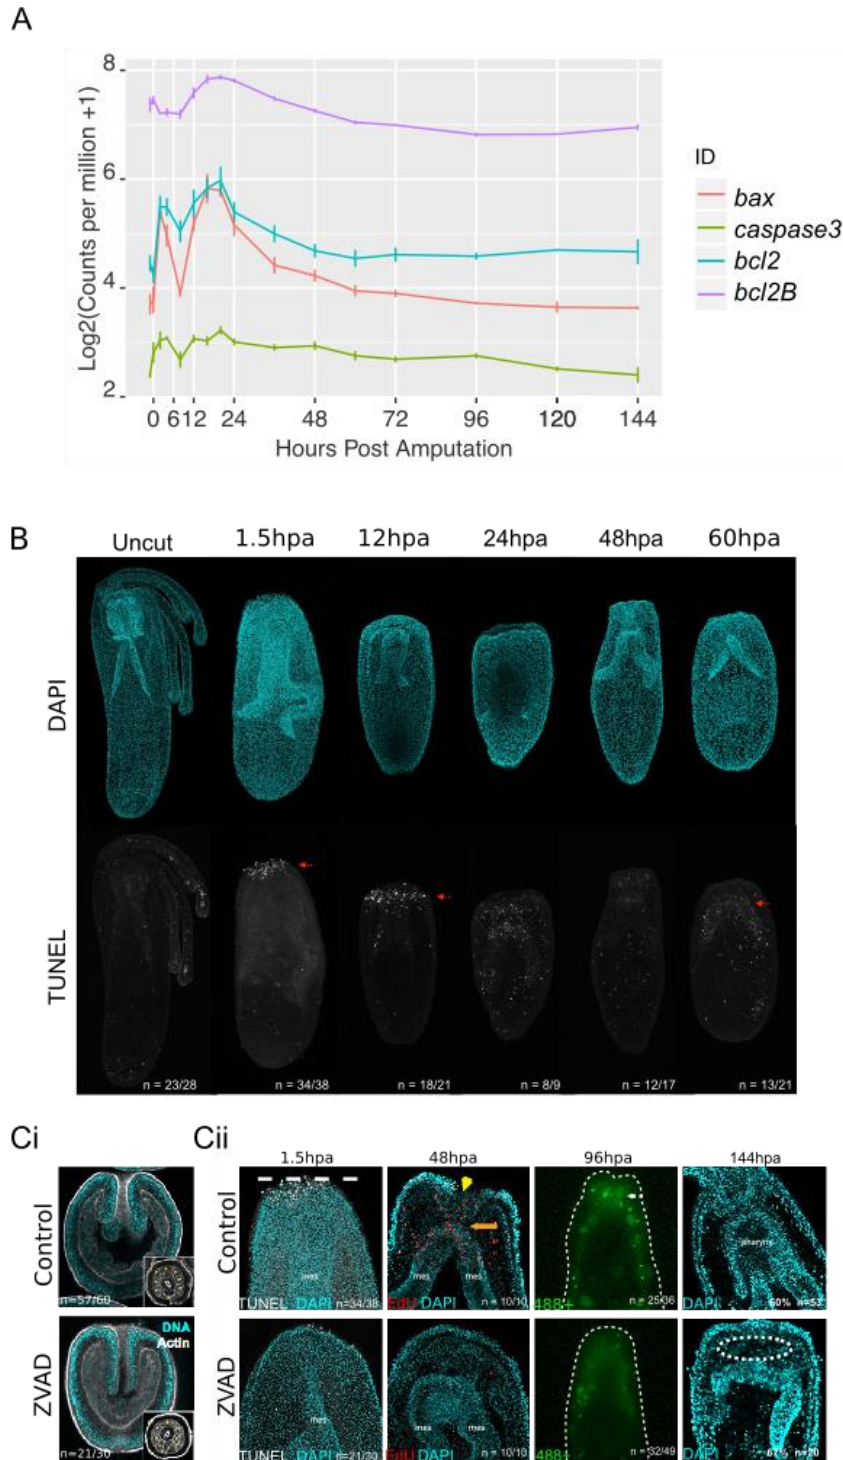 A
Log2(Counts per million +1)
8
6
4
2
0 6 12 24 48 72 96 120 144
Hours Post Amputation
ID
bax
caspase3
bcl2
bcl2B
B
Uncut 1.5hpa 12hpa 24hpa 48hpa 60hpa
DAPI
TUNEL
n = 23/28 n = 34/38 n = 18/21 n = 8/9 n = 12/17 n = 13/21
Ci Cii
1.5hpa 48hpa 96hpa 144hpa
Control
n=57/60
Control
mes
TUNEL DAPI n=34/38
mes mes
EdU DAPI n = 10/10
488+ n = 25/36
pharynx
DAPI 60% n=53
ZVAD
DNA
Actin
n=21/30
ZVAD
mes
TUNEL DAPI n=21/30
mes mes
EdU DAPI n = 10/10
488+ n = 32/49
DAPI 67% n=20